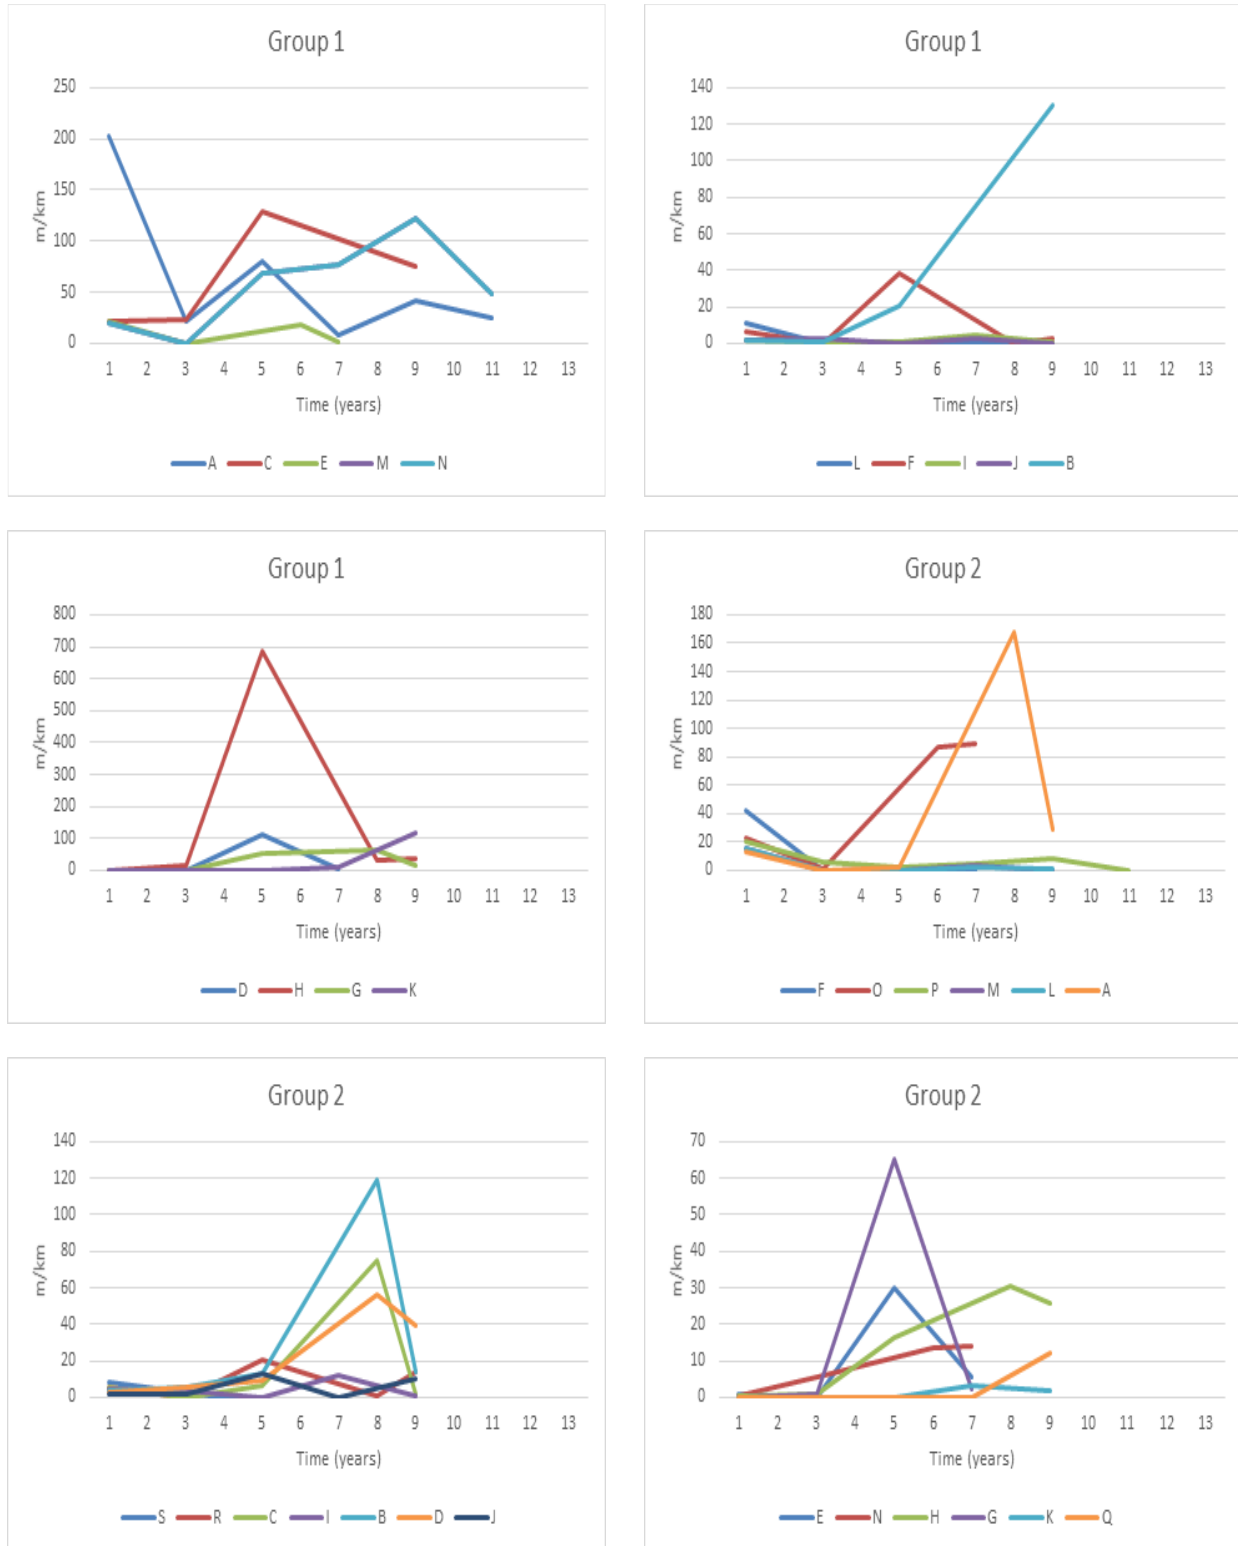 Group 1
250
200
150
100
50
0
m/km
1 2 3 4 5 6 7 8 9 10 11 12 13
Time (years)
A C E M N
Group 1
140
120
100
80
60
40
20
0
m/km
1 2 3 4 5 6 7 8 9 10 11 12 13
Time (years)
L F I J B
Group 1
800
700
600
500
400
300
200
100
0
m/km
1 2 3 4 5 6 7 8 9 10 11 12 13
Time (years)
D H G K
Group 2
180
160
140
120
100
80
60
40
20
0
m/km
1 2 3 4 5 6 7 8 9 10 11 12 13
Time (years)
F O P M L A
Group 2
140
120
100
80
60
40
20
0
m/km
1 2 3 4 5 6 7 8 9 10 11 12 13
Time (years)
S R C I B D J
Group 2
70
60
50
40
30
20
10
0
m/km
1 2 3 4 5 6 7 8 9 10 11 12 13
Time (years)
E N H G K Q